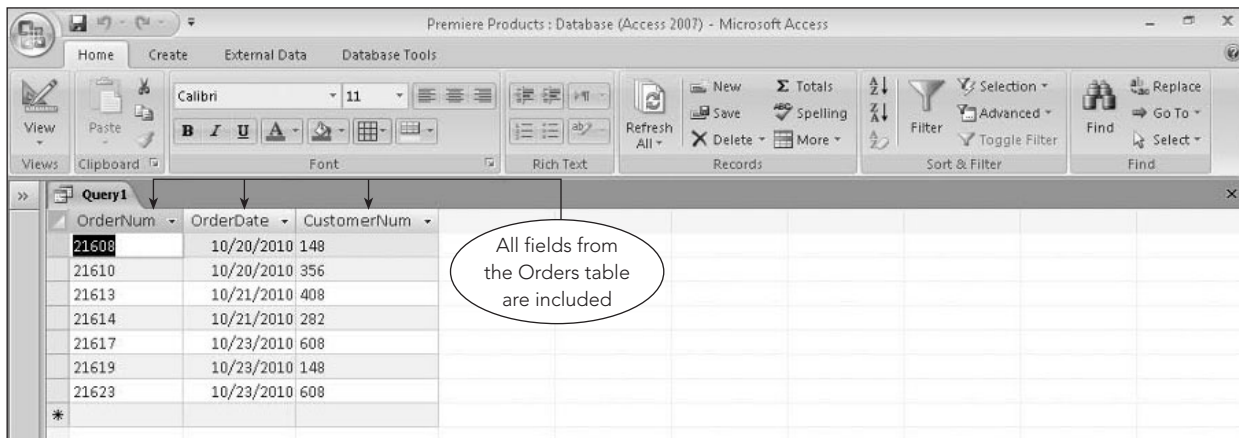 Premiere Products : Database (Access 2007) - Microsoft Access
Home Create External Data Database Tools
Calibri 11 New Σ Totals Selection Replace
View Paste B I U A ab Refresh All Save Spelling Filter Advanced Find Go To
Delete More Toggle Filter Select
Views Clipboard Font Rich Text Records Sort & Filter Find
» Query1 x
OrderNum OrderDate CustomerNum
21608 10/20/2010 148
21610 10/20/2010 356
21613 10/21/2010 408
21614 10/21/2010 282
21617 10/23/2010 608
21619 10/23/2010 148
21623 10/23/2010 608
*
All fields from
the Orders table
are included